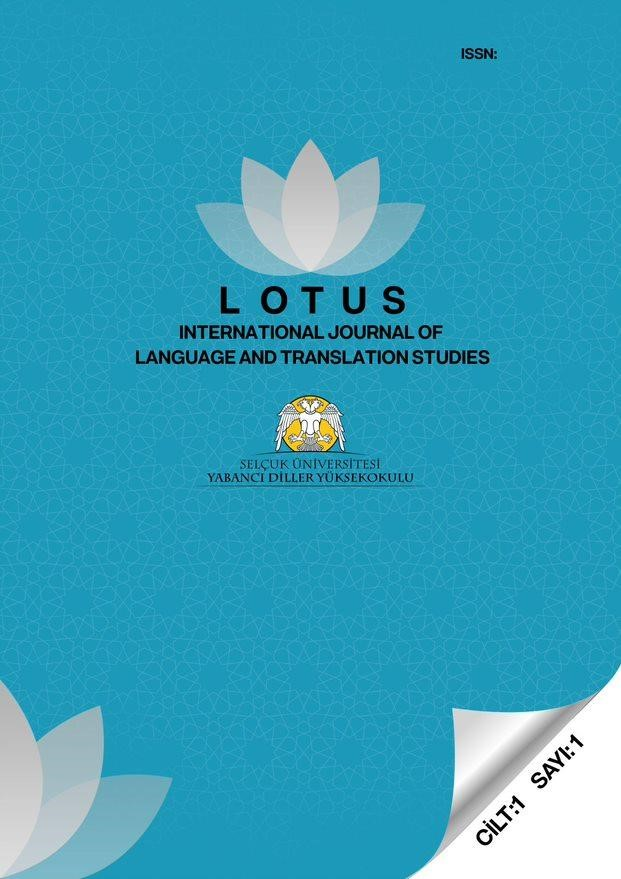 ISSN:
LOTUS
INTERNATIONAL JOURNAL OF
LANGUAGE AND TRANSLATION STUDIES
SELÇUK ÜNİVERSİTESİ
YABANCI DİLLER YÜKSEKOKULU
CİLT:1 SAYI:1